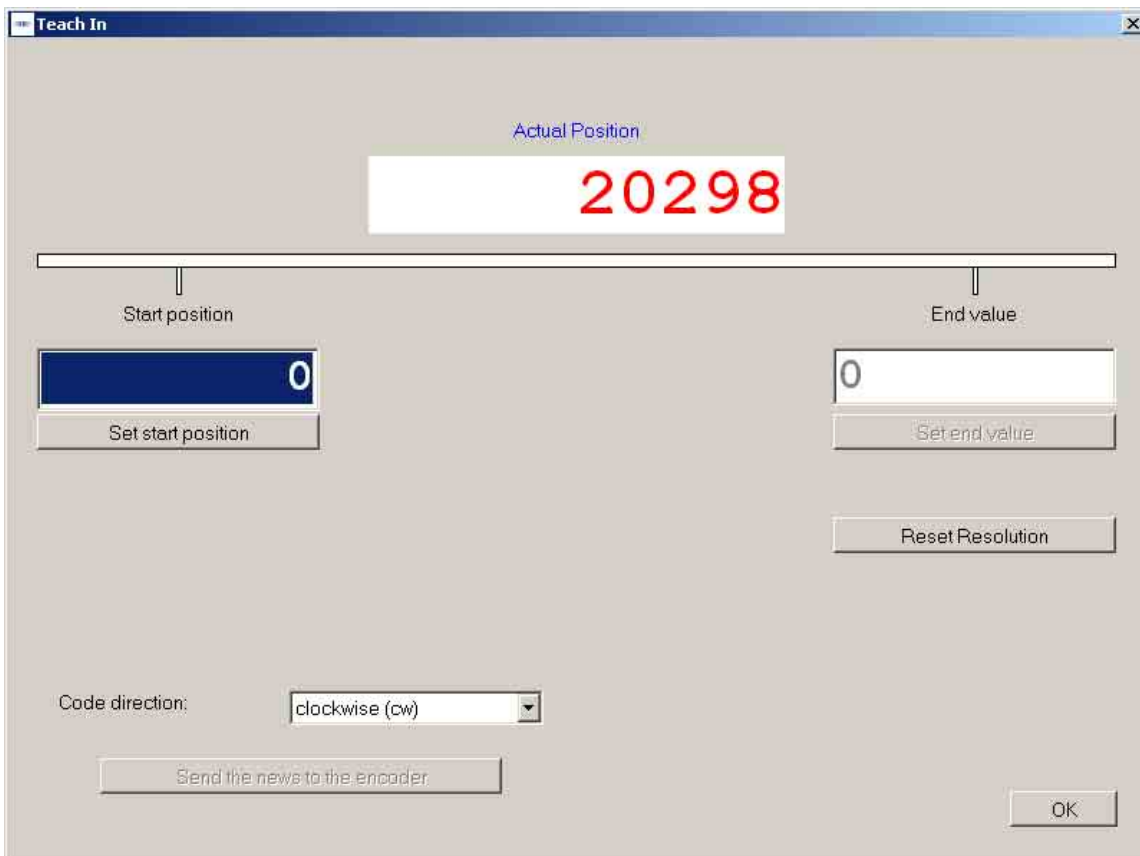 Teach In
Actual Position
20298
Start position
End value
0
0
Set start position
Set end value
Reset Resolution
Code direction:
clockwise (cw)
Send the news to the encoder
OK